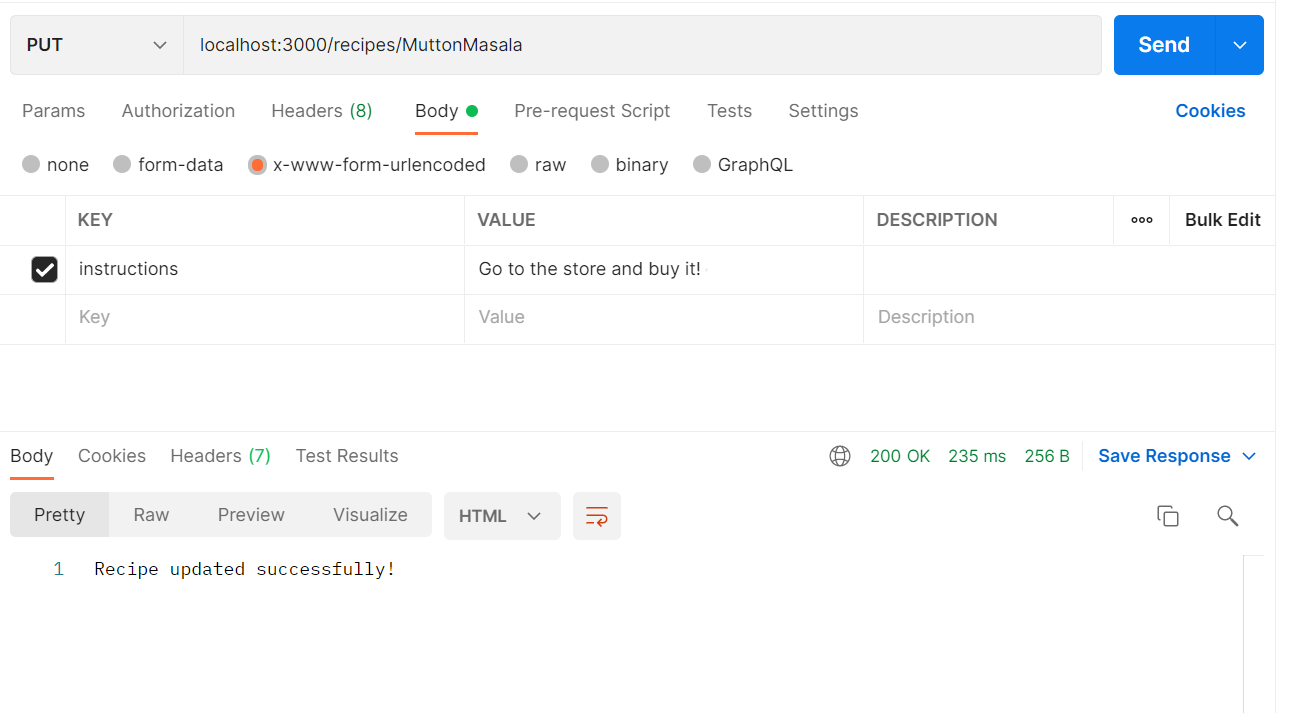 PUT localhost:3000/recipes/MuttonMasala Send
Params Authorization Headers (8) Body Pre-request Script Tests Settings Cookies
none form-data x-www-form-urlencoded raw binary GraphQL
KEY VALUE DESCRIPTION Bulk Edit
instructions Go to the store and buy it!
Key Value Description
Body Cookies Headers (7) Test Results 200 OK 235 ms 256 B Save Response
Pretty Raw Preview Visualize HTML
1 Recipe updated successfully!